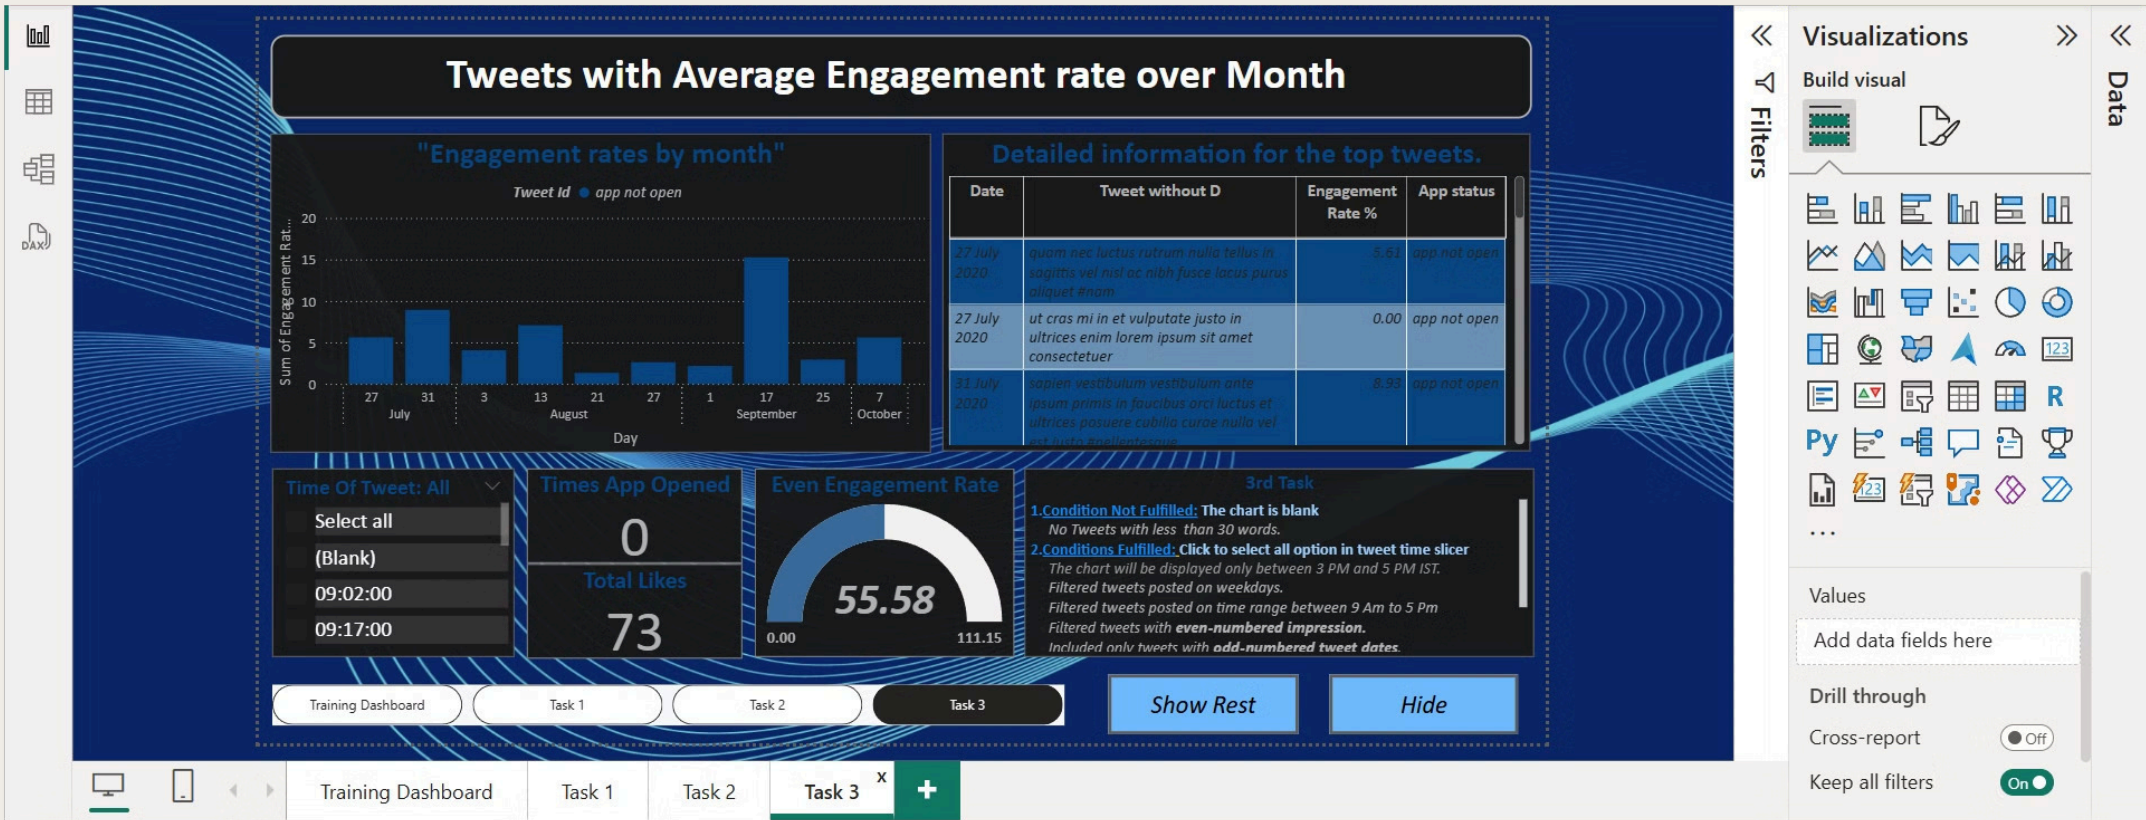 Tweets with Average Engagement rate over Month
"Engagement rates by month"
Tweet Id app not open
Sum of Engagement Rat...
20
15
10
5
0
27 31 3 13 21 27 1 17 25 7
July August September October
Day
Detailed information for the top tweets.
Date Tweet without D Engagement App status
Rate %
27 July quam nec luctus rutrum nulla tellus in 5.61 app not open
2020 sagittis vel nisl ac nibh fusce lacus purus
aliquet #nam
27 July ut cras mi in et vulputate justo in 0.00 app not open
2020 ultrices enim lorem ipsum sit amet
consectetuer
31 July sapien vestibulum vestibulum ante 8.93 app not open
2020 ipsum primis in faucibus orci luctus et
ultrices posuere cubilia curae nulla vel
est justo #pellentesque
Time Of Tweet: All
Select all
(Blank)
09:02:00
09:17:00
Times App Opened
0
Total Likes
73
Even Engagement Rate
55.58
0.00 111.15
3rd Task
1.Condition Not Fulfilled: The chart is blank
No Tweets with less than 30 words.
2.Conditions Fulfilled: Click to select all option in tweet time slicer
The chart will be displayed only between 3 PM and 5 PM IST.
Filtered tweets posted on weekdays.
Filtered tweets posted on time range between 9 Am to 5 Pm
Filtered tweets with even-numbered impression.
Included only tweets with odd-numbered tweet dates.
Training Dashboard Task 1 Task 2 Task 3
Show Rest Hide
Training Dashboard Task 1 Task 2 Task 3 x +
Filters
Visualizations
Build visual
123
R
Py
123
...
Values
Add data fields here
Drill through
Cross-report Off
Keep all filters On
Data
DAX